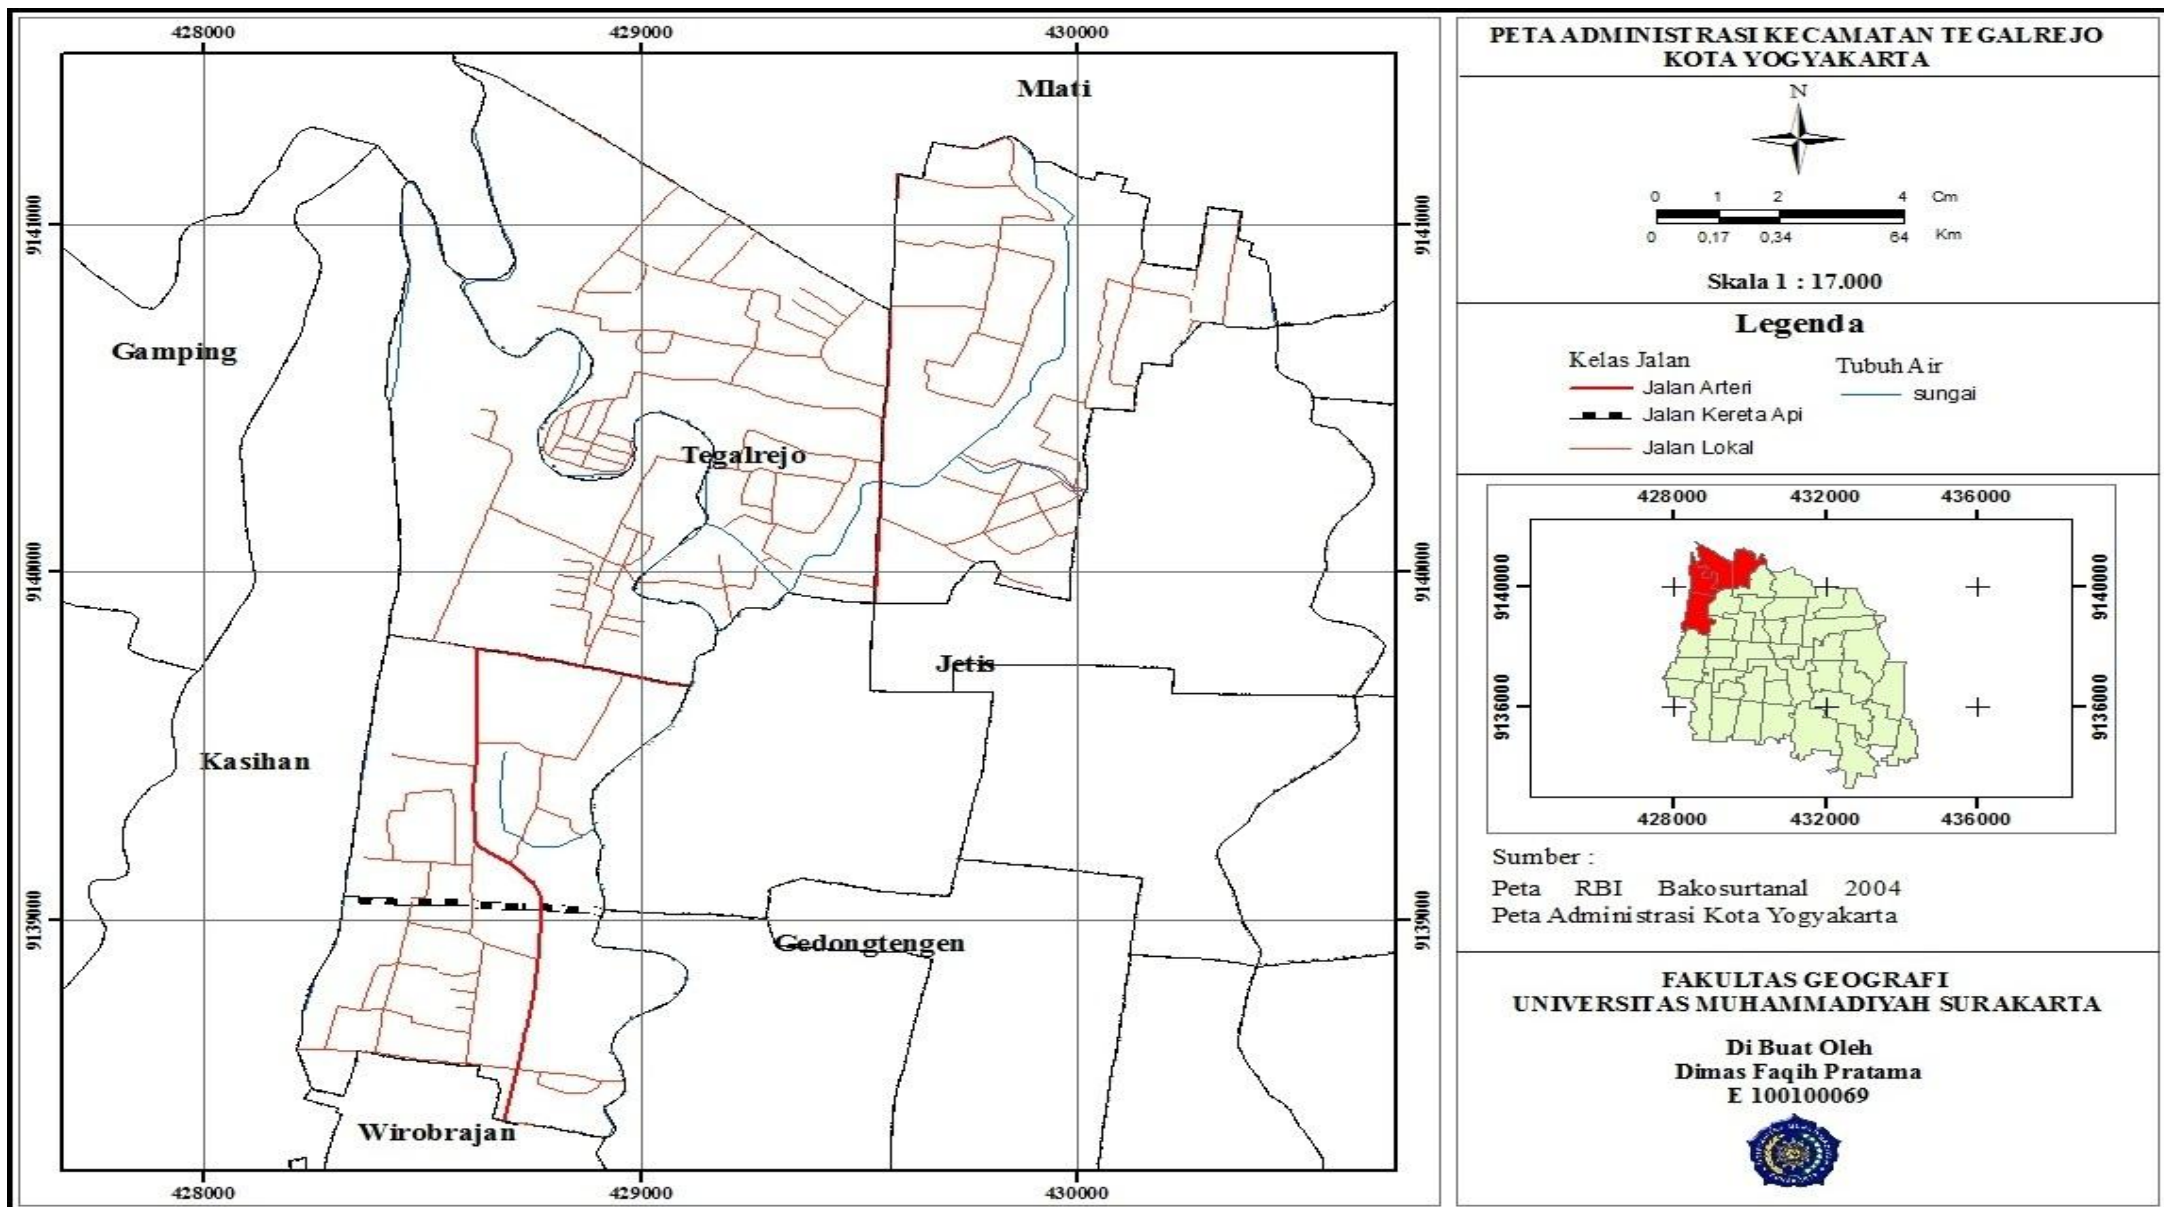 428000 429000 430000
Mlati
9141000 9141000
Gamping
Tegalrejo
9140000 9140000
Jetis
Kasihan
9139000 9139000
Gedongtengen
Wirobrajan
428000 429000 430000
PETA ADMINISTRASI KECAMATAN TEGALREJO
KOTA YOGYAKARTA
N
0 1 2 4 Cm
0 0,17 0,34 64 Km
Skala 1 : 17.000
Legenda
Kelas Jalan
Jalan Arteri
Jalan Kereta Api
Jalan Lokal
Tubuh Air
sungai
428000 432000 436000
9140000 9140000
9136000 9136000
428000 432000 436000
Sumber :
Peta RBI Bakosurtanal 2004
Peta Administrasi Kota Yogyakarta
FAKULTAS GEOGRAFI
UNIVERSITAS MUHAMMADIYAH SURAKARTA
Di Buat Oleh
Dimas Faqih Pratama
E 100100069